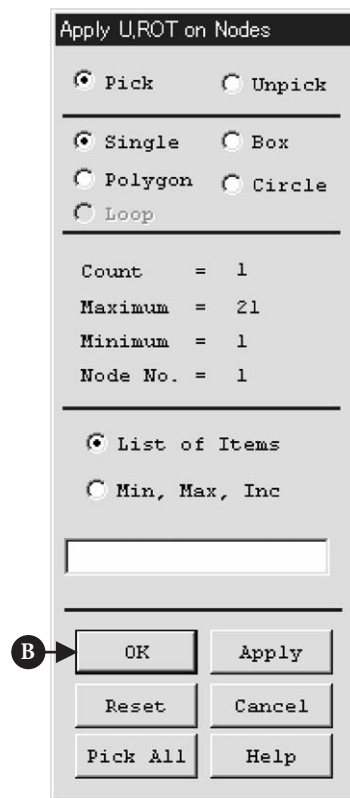 Apply U,ROT on Nodes
Pick Unpick
Single Box
Polygon Circle
Loop
Count = 1
Maximum = 21
Minimum = 1
Node No. = 1
List of Items
Min, Max, Inc
B OK Apply
Reset Cancel
Pick All Help